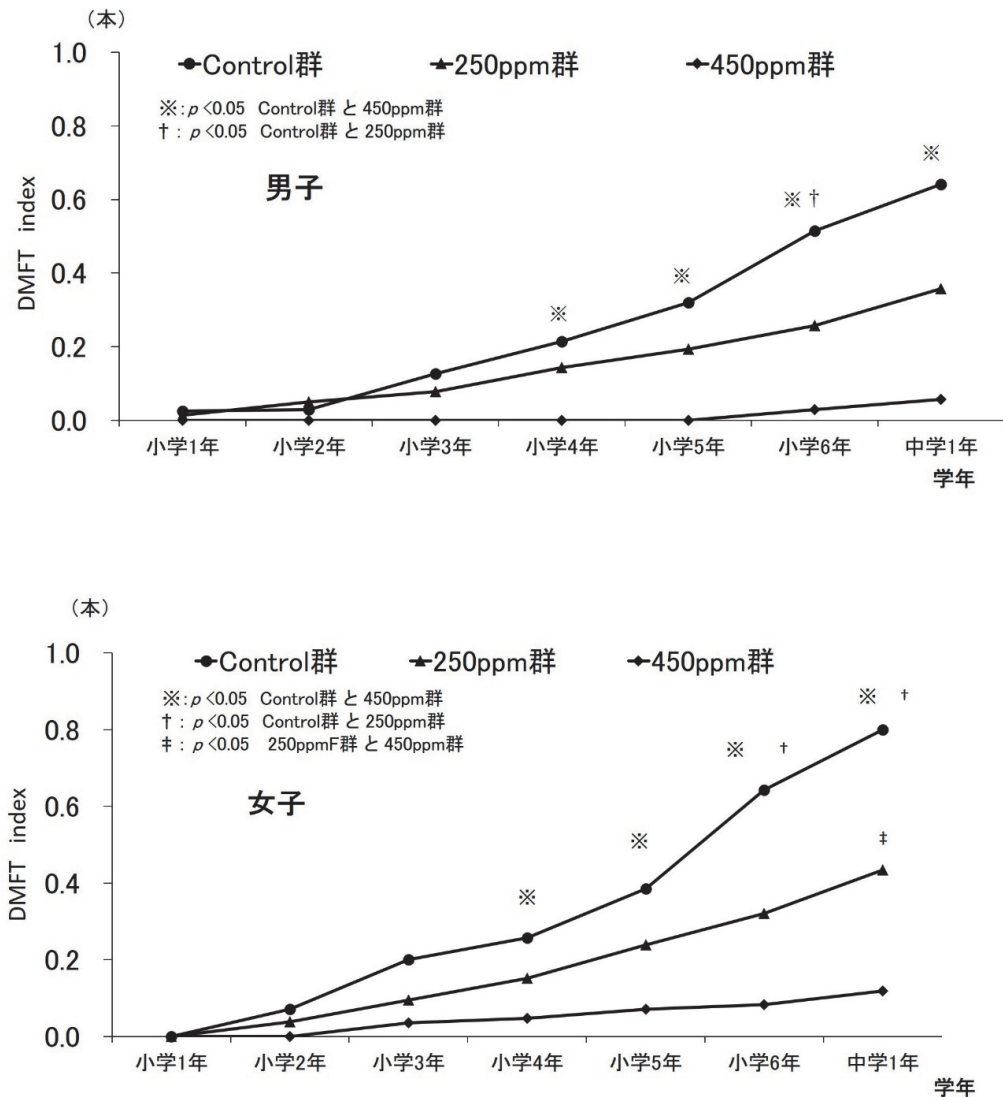 （本）
1.0
0.8
0.6
0.4
0.2
0.0
DMFT index
Control群 250ppm群 450ppm群
※：p <0.05 Control群 と 450ppm群
† ：p <0.05 Control群 と 250ppm群
男子
※
※
※ †
※
小学1年 小学2年 小学3年 小学4年 小学5年 小学6年 中学1年
学年
（本）
1.0
0.8
0.6
0.4
0.2
0.0
DMFT index
Control群 250ppm群 450ppm群
※：p <0.05 Control群 と 450ppm群
† ：p <0.05 Control群 と 250ppm群
‡ ：p <0.05 250ppmF群 と 450ppm群
女子
※
※
※ †
※ †
‡
小学1年 小学2年 小学3年 小学4年 小学5年 小学6年 中学1年
学年